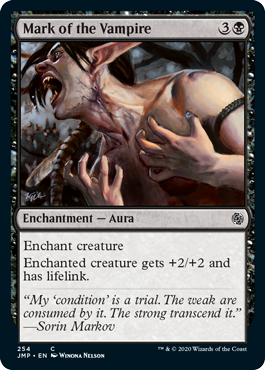 Mark of the Vampire 3
Enchantment — Aura
Enchant creature
Enchanted creature gets +2/+2 and
has lifelink.
“My ‘condition’ is a trial. The weak are
consumed by it. The strong transcend it.”
—Sorin Markov
254 C
JMP • EN Winona Nelson ™ & © 2020 Wizards of the Coast